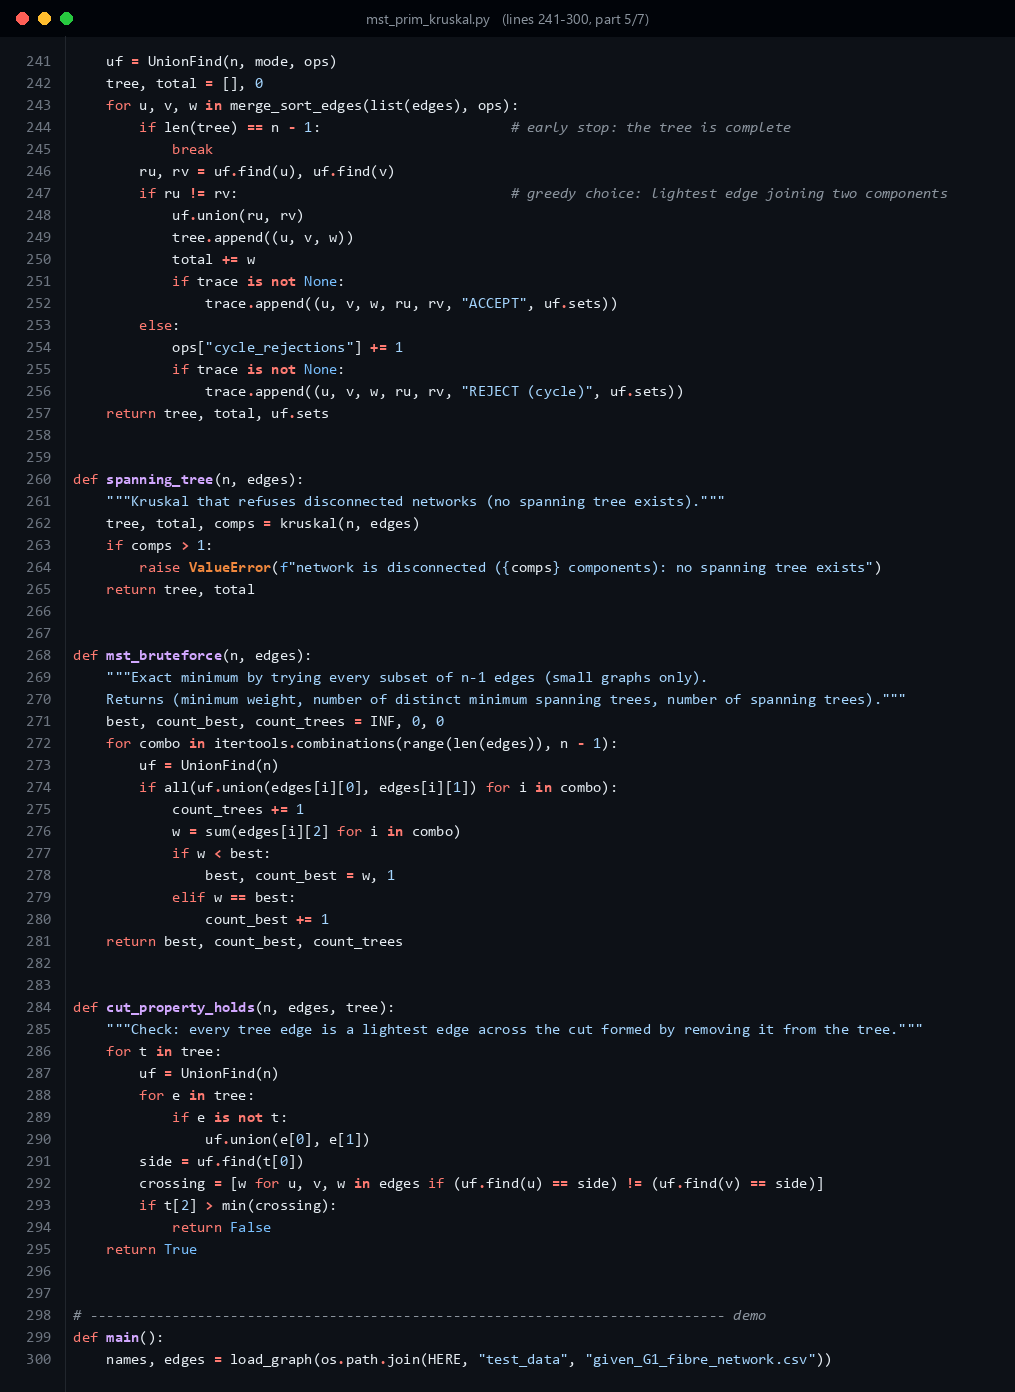 mst_prim_kruskal.py (lines 241-300, part 5/7)
241     uf = UnionFind(n, mode, ops)
242     tree, total = [], 0
243     for u, v, w in merge_sort_edges(list(edges), ops):
244         if len(tree) == n - 1:                       # early stop: the tree is complete
245             break
246         ru, rv = uf.find(u), uf.find(v)
247         if ru != rv:                                 # greedy choice: lightest edge joining two components
248             uf.union(ru, rv)
249             tree.append((u, v, w))
250             total += w
251             if trace is not None:
252                 trace.append((u, v, w, ru, rv, "ACCEPT", uf.sets))
253         else:
254             ops["cycle_rejections"] += 1
255             if trace is not None:
256                 trace.append((u, v, w, ru, rv, "REJECT (cycle)", uf.sets))
257     return tree, total, uf.sets
258
259
260 def spanning_tree(n, edges):
261     """Kruskal that refuses disconnected networks (no spanning tree exists)."""
262     tree, total, comps = kruskal(n, edges)
263     if comps > 1:
264         raise ValueError(f"network is disconnected ({comps} components): no spanning tree exists")
265     return tree, total
266
267
268 def mst_bruteforce(n, edges):
269     """Exact minimum by trying every subset of n-1 edges (small graphs only).
270     Returns (minimum weight, number of distinct minimum spanning trees, number of spanning trees)."""
271     best, count_best, count_trees = INF, 0, 0
272     for combo in itertools.combinations(range(len(edges)), n - 1):
273         uf = UnionFind(n)
274         if all(uf.union(edges[i][0], edges[i][1]) for i in combo):
275             count_trees += 1
276             w = sum(edges[i][2] for i in combo)
277             if w < best:
278                 best, count_best = w, 1
279             elif w == best:
280                 count_best += 1
281     return best, count_best, count_trees
282
283
284 def cut_property_holds(n, edges, tree):
285     """Check: every tree edge is a lightest edge across the cut formed by removing it from the tree."""
286     for t in tree:
287         uf = UnionFind(n)
288         for e in tree:
289             if e is not t:
290                 uf.union(e[0], e[1])
291         side = uf.find(t[0])
292         crossing = [w for u, v, w in edges if (uf.find(u) == side) != (uf.find(v) == side)]
293         if t[2] > min(crossing):
294             return False
295     return True
296
297
298 # ----------------------------------------------------------------------------- demo
299 def main():
300     names, edges = load_graph(os.path.join(HERE, "test_data", "given_G1_fibre_network.csv"))